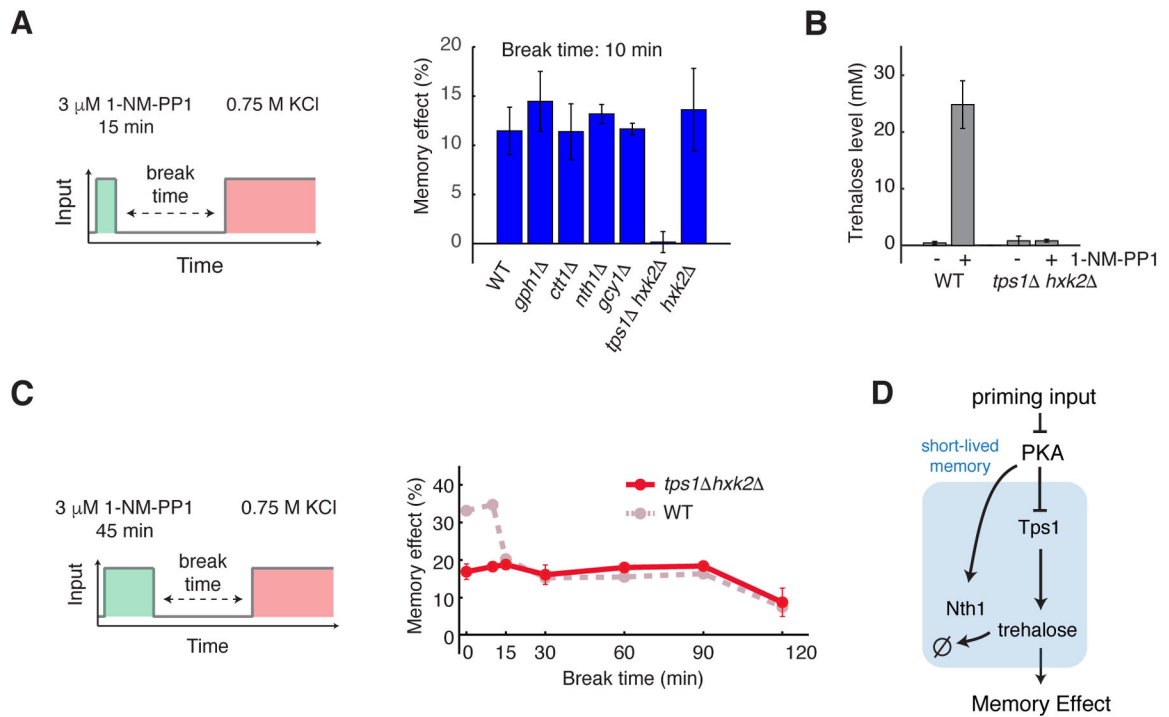 A
3 μM 1-NM-PP1
15 min
0.75 M KCl
Input
break
time
Time
Memory effect (%)
20
15
10
5
0
Break time: 10 min
WT
gph1Δ
ctt1Δ
nth1Δ
gcy1Δ
tps1Δ hxk2Δ
hxk2Δ
B
Trehalose level (mM)
30
20
10
0
- + - + 1-NM-PP1
WT tps1Δ hxk2Δ
C
3 μM 1-NM-PP1
45 min
0.75 M KCl
Input
break
time
Time
Memory effect (%)
40
30
20
10
0
tps1Δhxk2Δ
WT
0 15 30 60 90 120
Break time (min)
D
priming input
short-lived
memory
PKA
Tps1
Nth1
trehalose
∅
Memory Effect